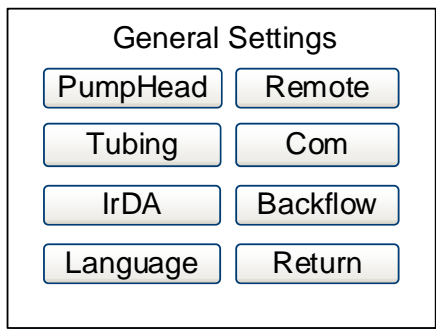 General Settings
PumpHead Remote
Tubing Com
IrDA Backflow
Language Return